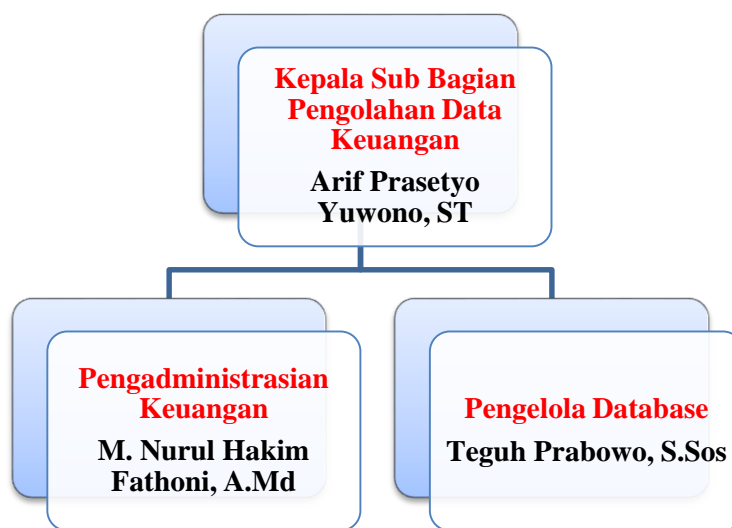 Kepala Sub Bagian
Pengolahan Data
Keuangan
Arif Prasetyo
Yuwono, ST
Pengadministrasian
Keuangan
M. Nurul Hakim
Fathoni, A.Md
Pengelola Database
Teguh Prabowo, S.Sos